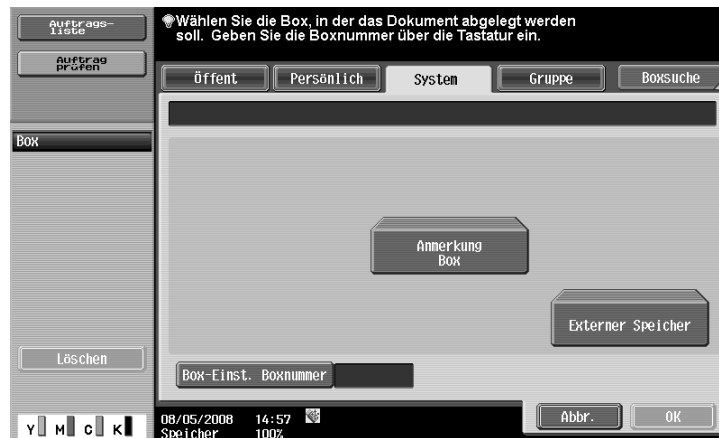 Auftrags-
liste
Auftrag
prüfen
Wählen Sie die Box, in der das Dokument abgelegt werden
soll. Geben Sie die Boxnummer über die Tastatur ein.
Öffent
Persönlich
System
Gruppe
Boxsuche
Box
Anmerkung
Box
Externer Speicher
Löschen
Box-Einst. Boxnummer
Abbr.
OK
08/05/2008 14:57
Speicher 100%
Y M C K